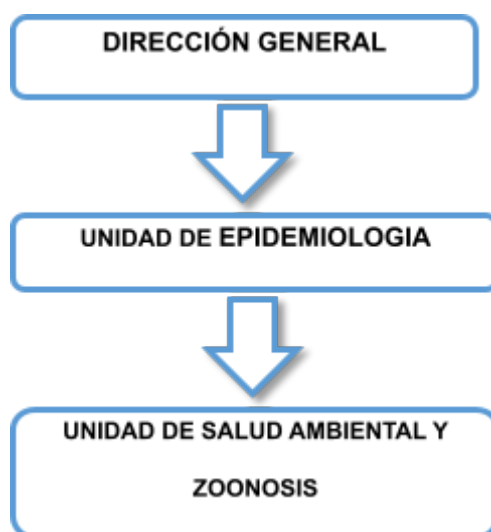 DIRECCIÓN GENERAL
UNIDAD DE EPIDEMIOLOGIA
UNIDAD DE SALUD AMBIENTAL Y
ZOONOSIS